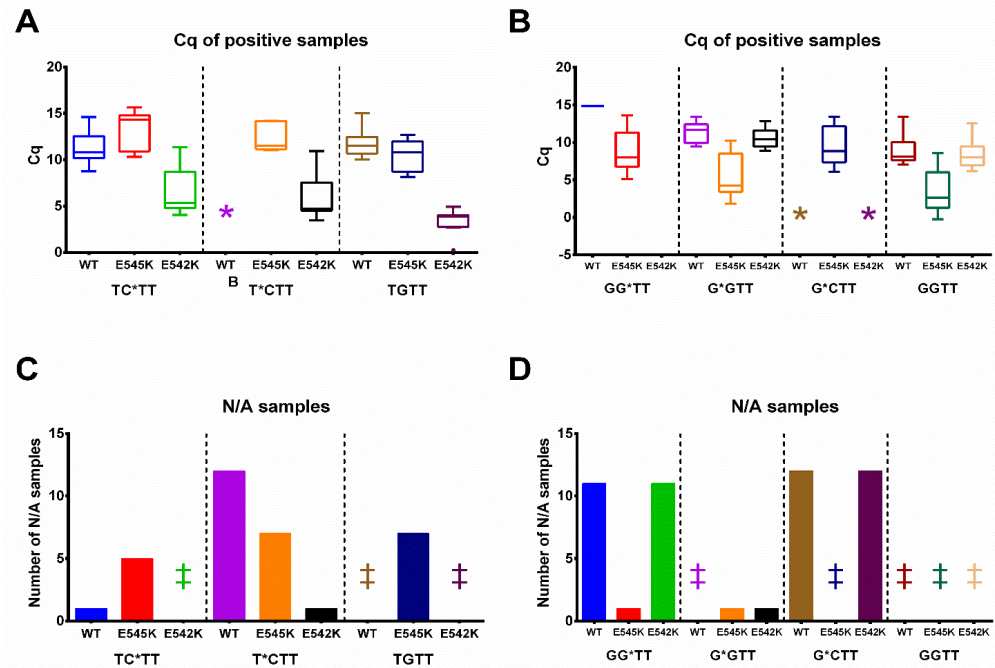 A
Cq of positive samples
Cq
20
15
10
5
0
WT E545K E542K WT E545K E542K WT E545K E542K
B
TC*TT T*CTT TGTT
*
B
Cq of positive samples
Cq
20
15
10
5
0
-5
WT E545K E542K WT E545K E542K WT E545K E542K WT E545K E542K
GG*TT G*GTT G*CTT GGTT
* *
C
N/A samples
Number of N/A samples
15
10
5
0
WT E545K E542K WT E545K E542K WT E545K E542K
TC*TT T*CTT TGTT
‡ ‡ ‡
D
N/A samples
Number of N/A samples
15
10
5
0
WT E545K E542K WT E545K E542K WT E545K E542K WT E545K E542K
GG*TT G*GTT G*CTT GGTT
‡ ‡ ‡ ‡ ‡